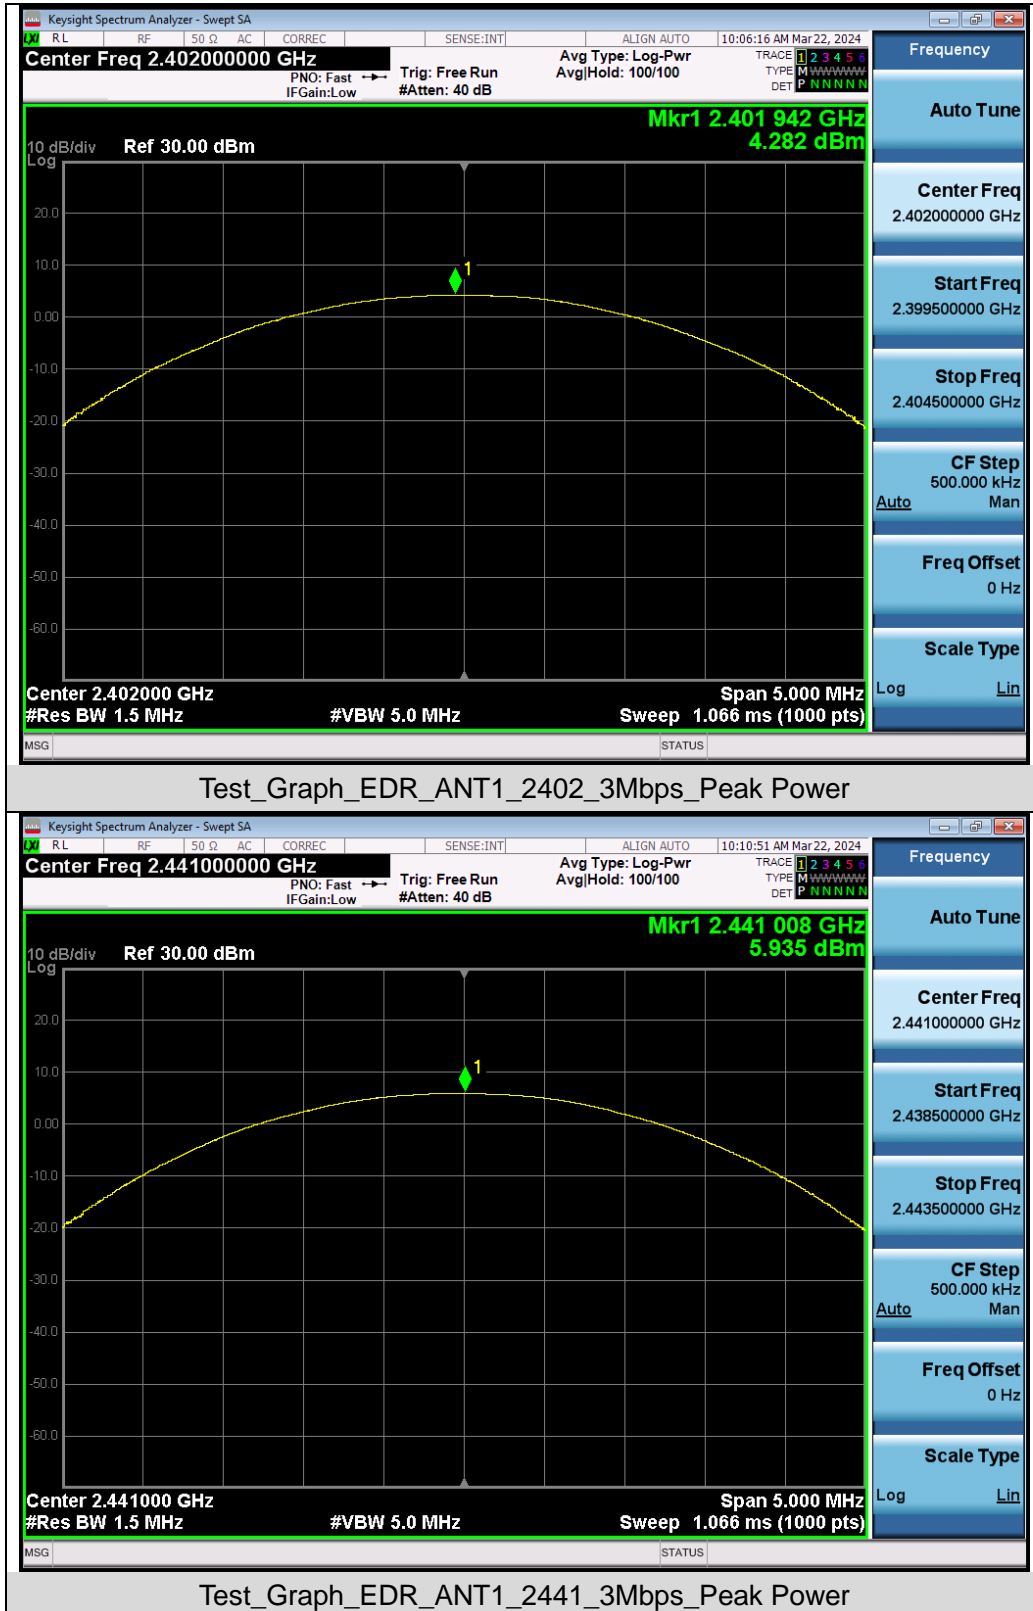 Keysight Spectrum Analyzer - Swept SA
LXI RL RF 50 Ω AC CORREC SENSE:INT ALIGN AUTO 10:06:16 AM Mar 22, 2024
Center Freq 2.402000000 GHz
PNO: Fast
IFGain:Low
Trig: Free Run
#Atten: 40 dB
Avg Type: Log-Pwr
Avg|Hold: 100/100
TRACE 1 2 3 4 5 6
TYPE M WWWWW
DET P N N N N N
Mkr1 2.401 942 GHz
4.282 dBm
10 dB/div Ref 30.00 dBm
Log
20.0
10.0
1
0.00
-10.0
-20.0
-30.0
-40.0
-50.0
-60.0
Center 2.402000 GHz Span 5.000 MHz
#Res BW 1.5 MHz #VBW 5.0 MHz Sweep 1.066 ms (1000 pts)
MSG STATUS
Frequency
Auto Tune
Center Freq
2.402000000 GHz
Start Freq
2.399500000 GHz
Stop Freq
2.404500000 GHz
CF Step
500.000 kHz
Auto Man
Freq Offset
0 Hz
Scale Type
Log Lin
Test_Graph_EDR_ANT1_2402_3Mbps_Peak Power
Keysight Spectrum Analyzer - Swept SA
LXI RL RF 50 Ω AC CORREC SENSE:INT ALIGN AUTO 10:10:51 AM Mar 22, 2024
Center Freq 2.441000000 GHz
PNO: Fast
IFGain:Low
Trig: Free Run
#Atten: 40 dB
Avg Type: Log-Pwr
Avg|Hold: 100/100
TRACE 1 2 3 4 5 6
TYPE M WWWWW
DET P N N N N N
Mkr1 2.441 008 GHz
5.935 dBm
10 dB/div Ref 30.00 dBm
Log
20.0
10.0
1
0.00
-10.0
-20.0
-30.0
-40.0
-50.0
-60.0
Center 2.441000 GHz Span 5.000 MHz
#Res BW 1.5 MHz #VBW 5.0 MHz Sweep 1.066 ms (1000 pts)
MSG STATUS
Frequency
Auto Tune
Center Freq
2.441000000 GHz
Start Freq
2.438500000 GHz
Stop Freq
2.443500000 GHz
CF Step
500.000 kHz
Auto Man
Freq Offset
0 Hz
Scale Type
Log Lin
Test_Graph_EDR_ANT1_2441_3Mbps_Peak Power